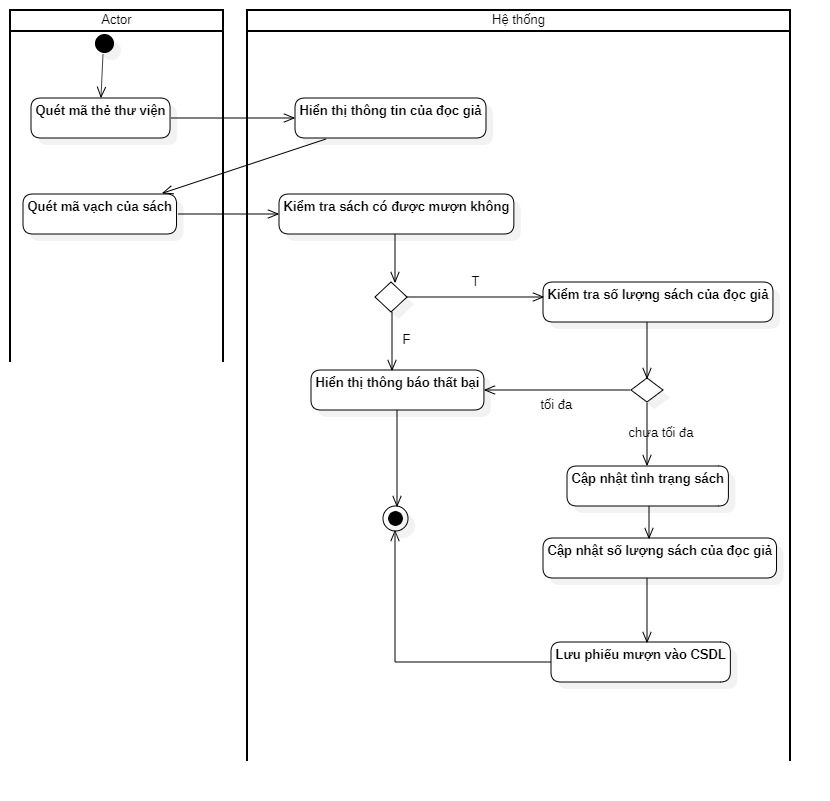 Actor
Hệ thống
Quét mã thẻ thư viện
Hiển thị thông tin của đọc giả
Quét mã vạch của sách
Kiểm tra sách có được mượn không
T
Kiểm tra số lượng sách của đọc giả
F
Hiển thị thông báo thất bại
tối đa
chưa tối đa
Cập nhật tình trạng sách
Cập nhật số lượng sách của đọc giả
Lưu phiếu mượn vào CSDL